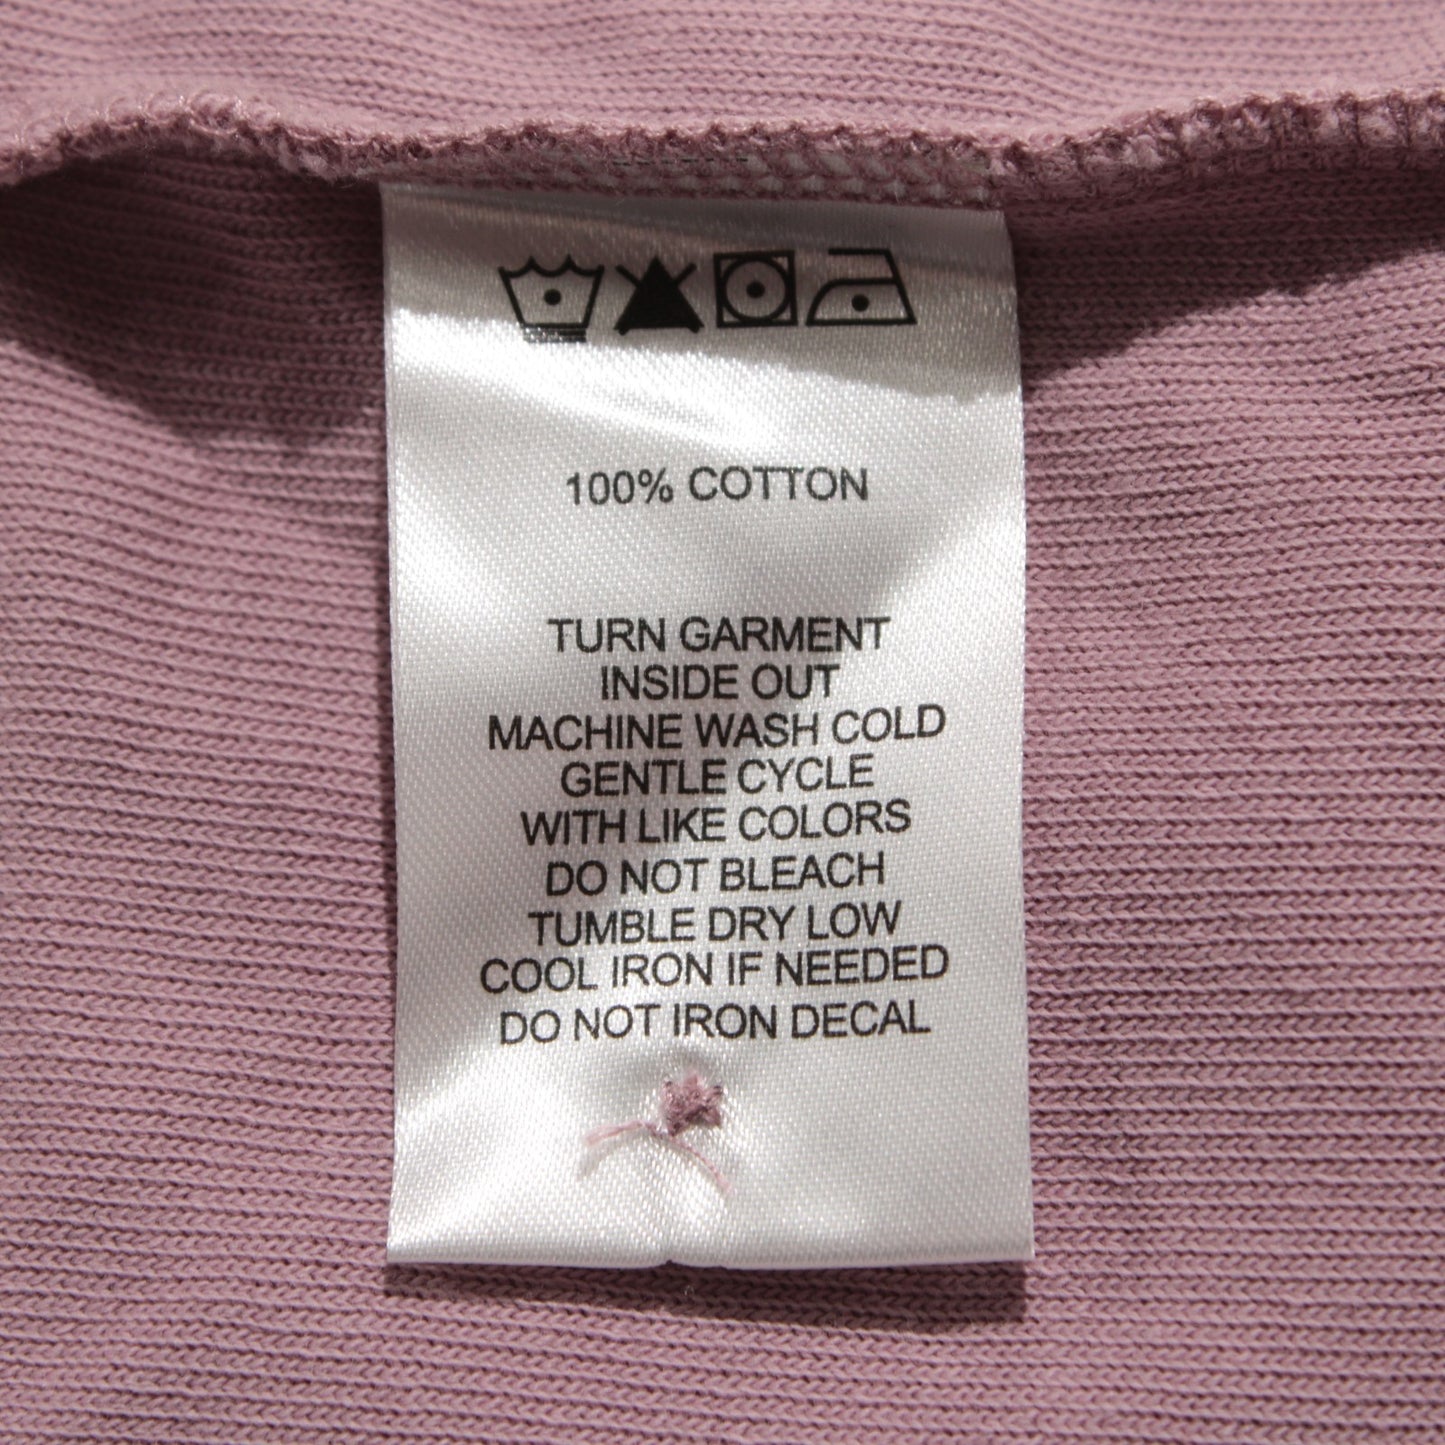 100% COTTON
TURN GARMENT
INSIDE OUT
MACHINE WASH COLD
GENTLE CYCLE
WITH LIKE COLORS
DO NOT BLEACH
TUMBLE DRY LOW
COOL IRON IF NEEDED
DO NOT IRON DECAL